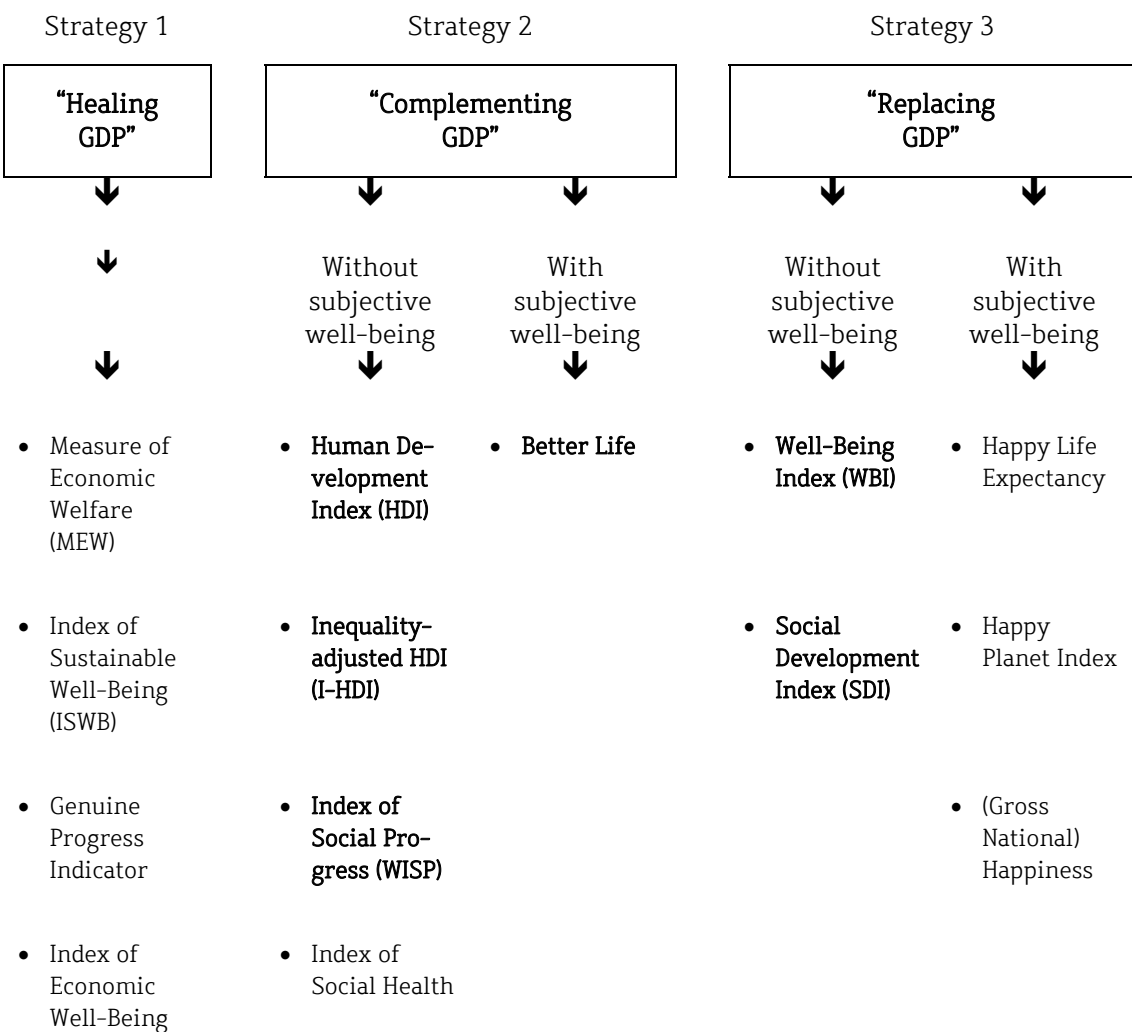 Strategy 1
Strategy 2
Strategy 3
“Healing
GDP”
“Complementing
GDP”
“Replacing
GDP”
Without
subjective
well-being
With
subjective
well-being
Without
subjective
well-being
With
subjective
well-being
• Measure of
Economic
Welfare
(MEW)
• Human De-
velopment
Index (HDI)
• Better Life
• Well-Being
Index (WBI)
• Happy Life
Expectancy
• Index of
Sustainable
Well-Being
(ISWB)
• Inequality-
adjusted HDI
(I-HDI)
• Social
Development
Index (SDI)
• Happy
Planet Index
• Genuine
Progress
Indicator
• Index of
Social Pro-
gress (WISP)
• (Gross
National)
Happiness
• Index of
Economic
Well-Being
• Index of
Social Health